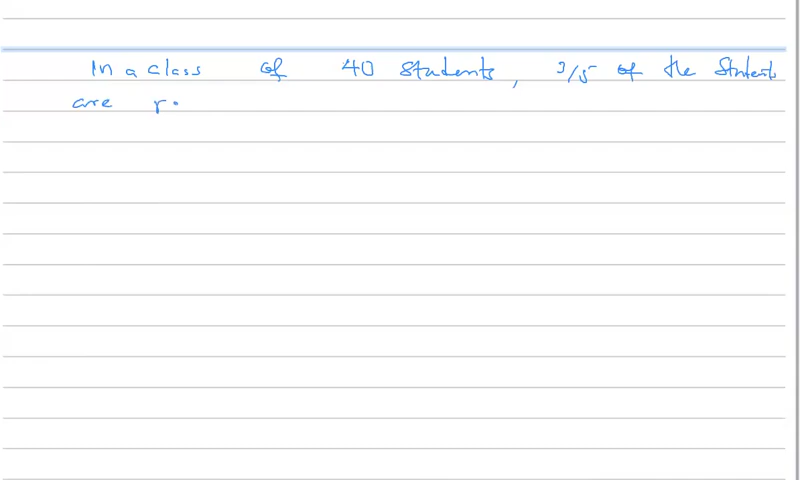 In a class of 40 students, 3/5 of the students
are r